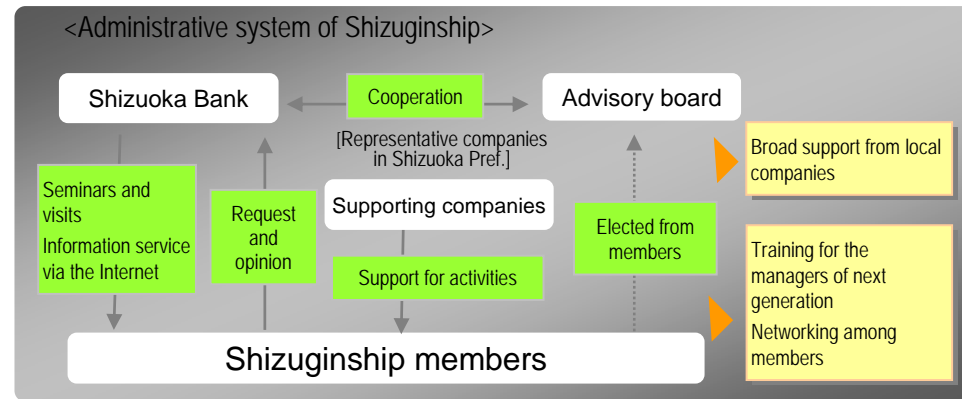 <Administrative system of Shizuginship>
Shizuoka Bank
Cooperation
Advisory board
[Representative companies
in Shizuoka Pref.]
Broad support from local
companies
Seminars and
visits
Information service
via the Internet
Request
and
opinion
Supporting companies
Elected from
members
Support for activities
Training for the
managers of next
generation
Networking among
members
Shizuginship members